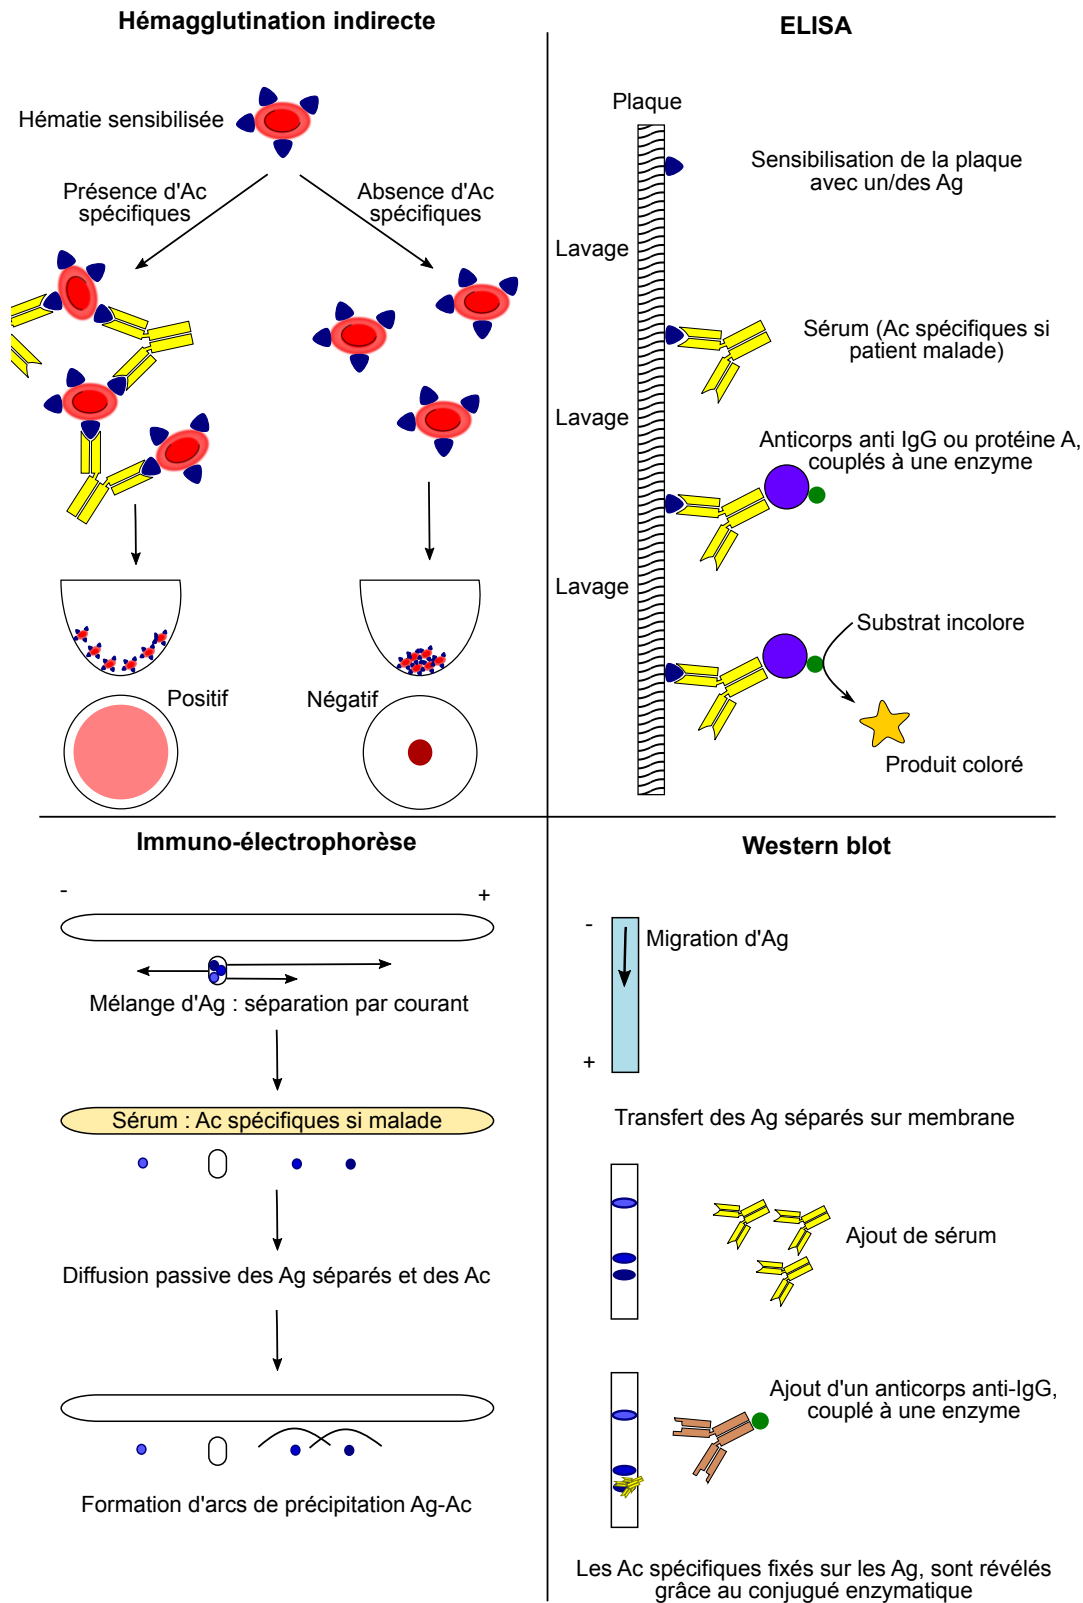 Hémagglutination indirecte
Hématie sensibilisée
Présence d'Ac
spécifiques
Absence d'Ac
spécifiques
Positif
Négatif
ELISA
Plaque
Sensibilisation de la plaque
avec un/des Ag
Lavage
Sérum (Ac spécifiques si
patient malade)
Lavage
Anticorps anti IgG ou protéine A,
couplés à une enzyme
Lavage
Substrat incolore
Produit coloré
Immuno-électrophorèse
-
+
Mélange d'Ag : séparation par courant
Sérum : Ac spécifiques si malade
Diffusion passive des Ag séparés et des Ac
Formation d'arcs de précipitation Ag-Ac
Western blot
-
Migration d'Ag
+
Transfert des Ag séparés sur membrane
Ajout de sérum
Ajout d'un anticorps anti-IgG,
couplé à une enzyme
Les Ac spécifiques fixés sur les Ag, sont révélés
grâce au conjugué enzymatique